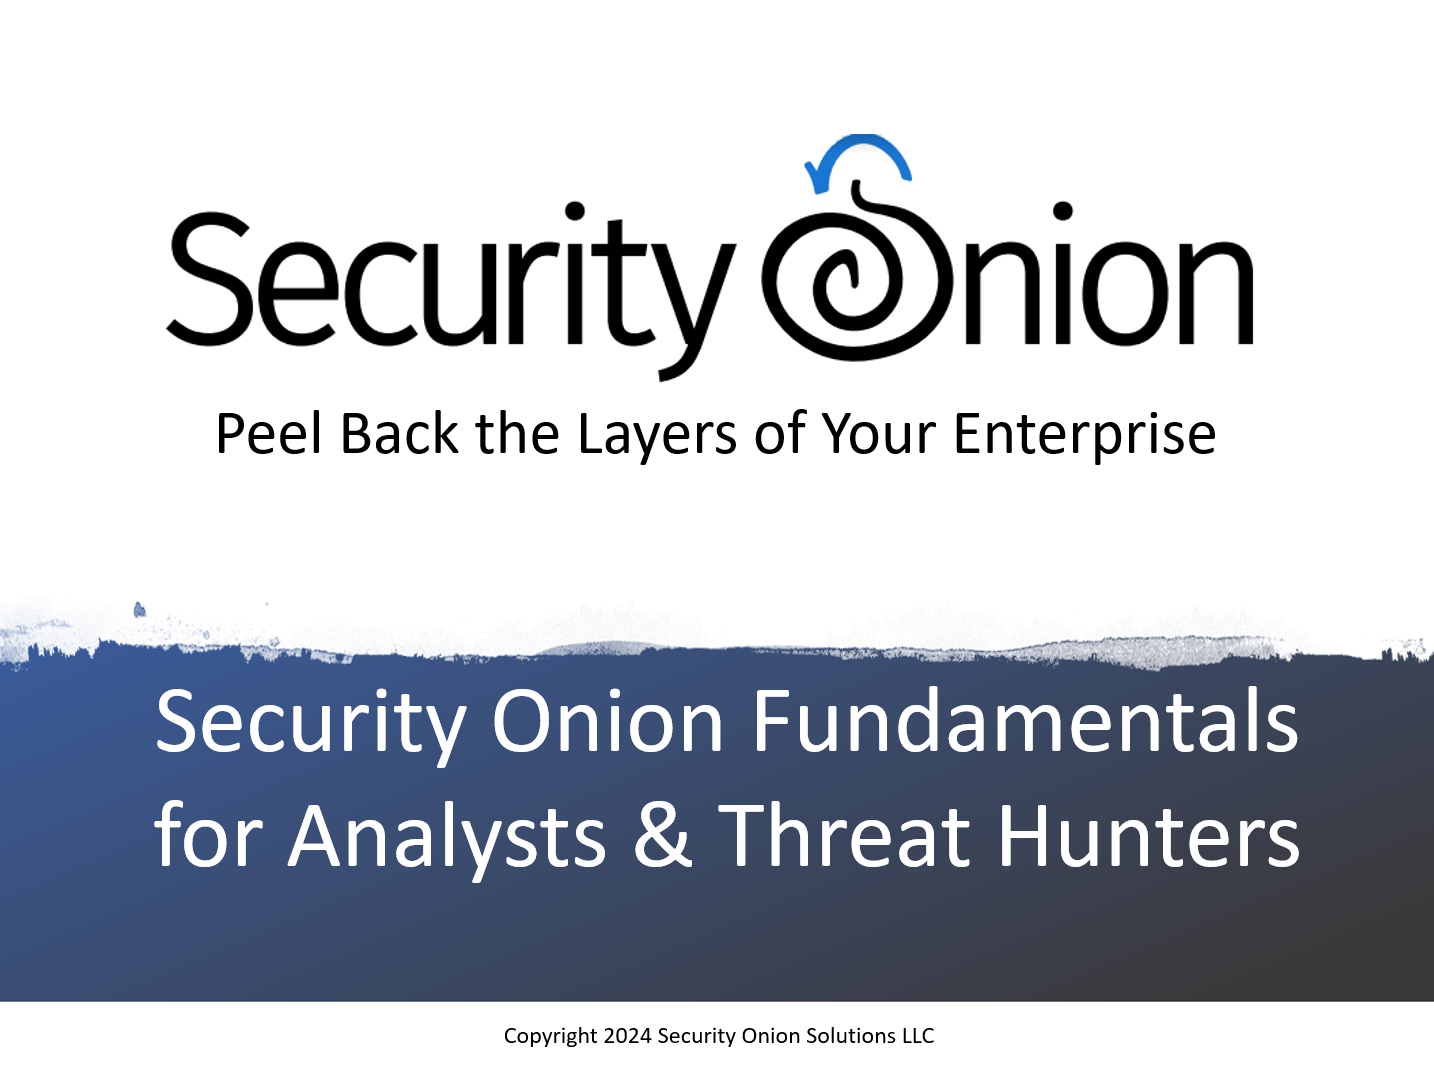 Security Onion
Peel Back the Layers of Your Enterprise
Security Onion Fundamentals
for Analysts & Threat Hunters
Copyright 2024 Security Onion Solutions LLC